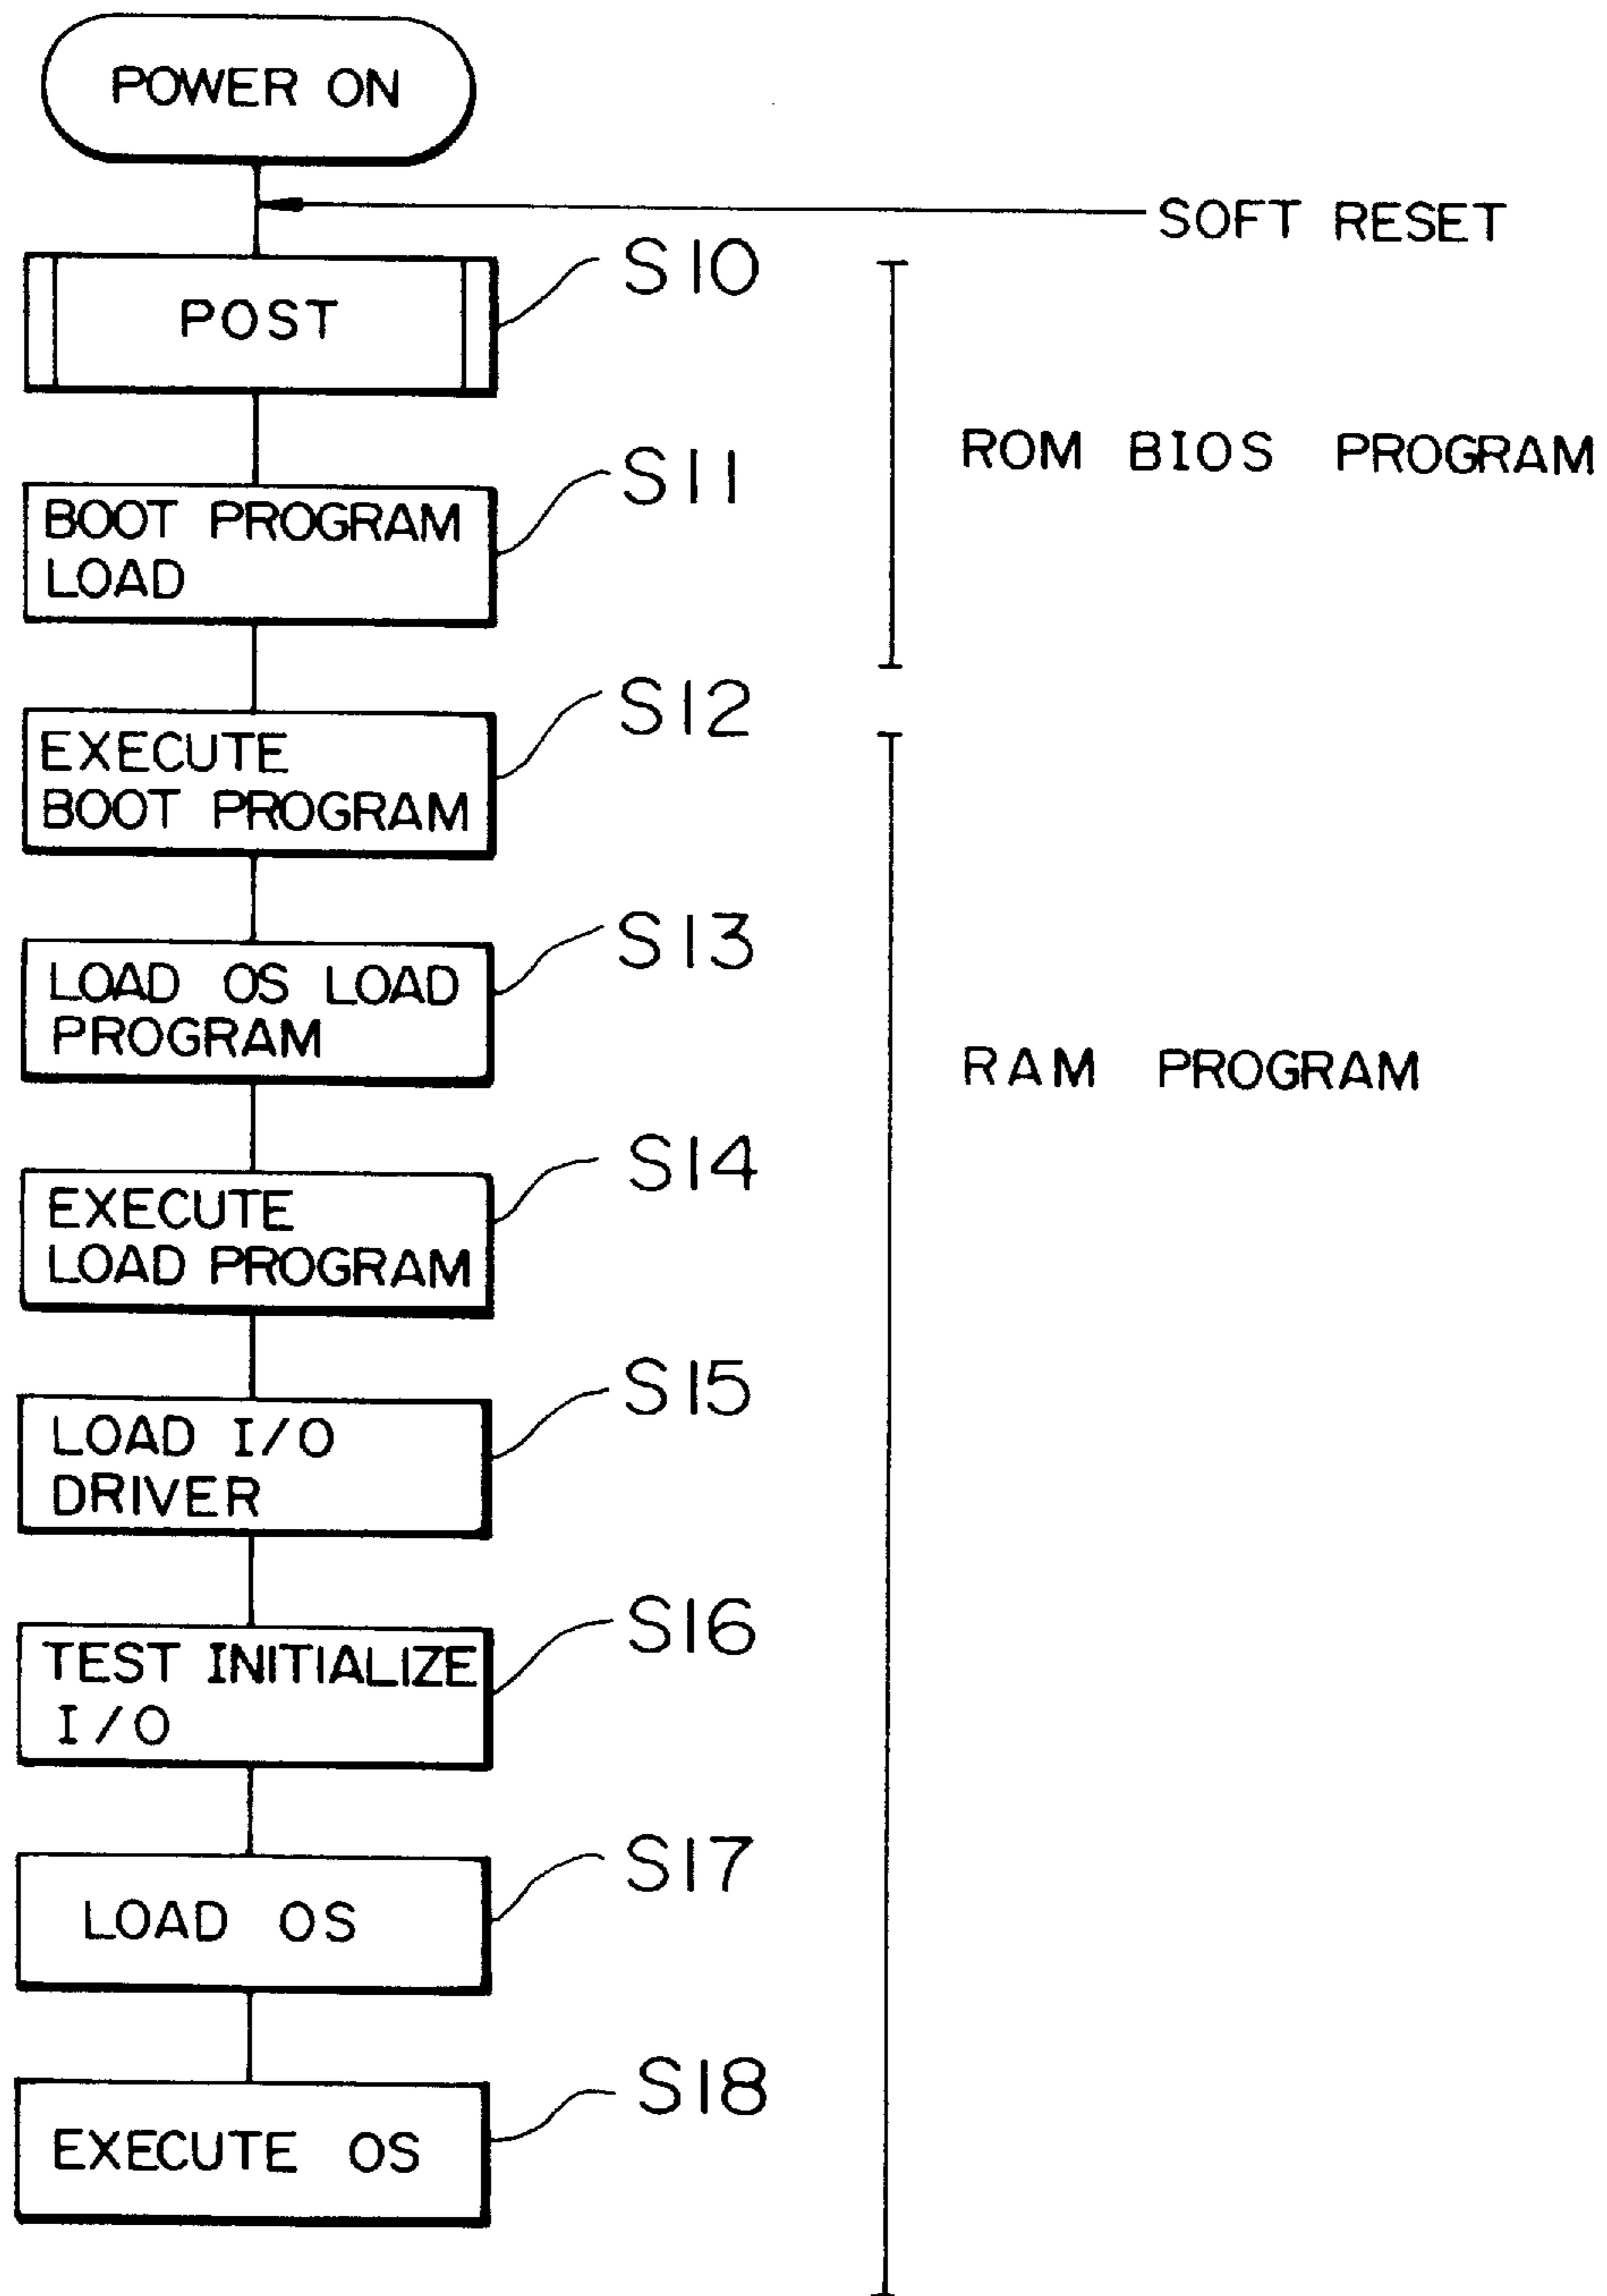 POWER ON
SOFT RESET
S10
POST
ROM BIOS PROGRAM
S11
BOOT PROGRAM
LOAD
S12
EXECUTE
BOOT PROGRAM
S13
LOAD OS LOAD
PROGRAM
RAM PROGRAM
S14
EXECUTE
LOAD PROGRAM
S15
LOAD I/O
DRIVER
S16
TEST INITIALIZE
I/O
S17
LOAD OS
S18
EXECUTE OS